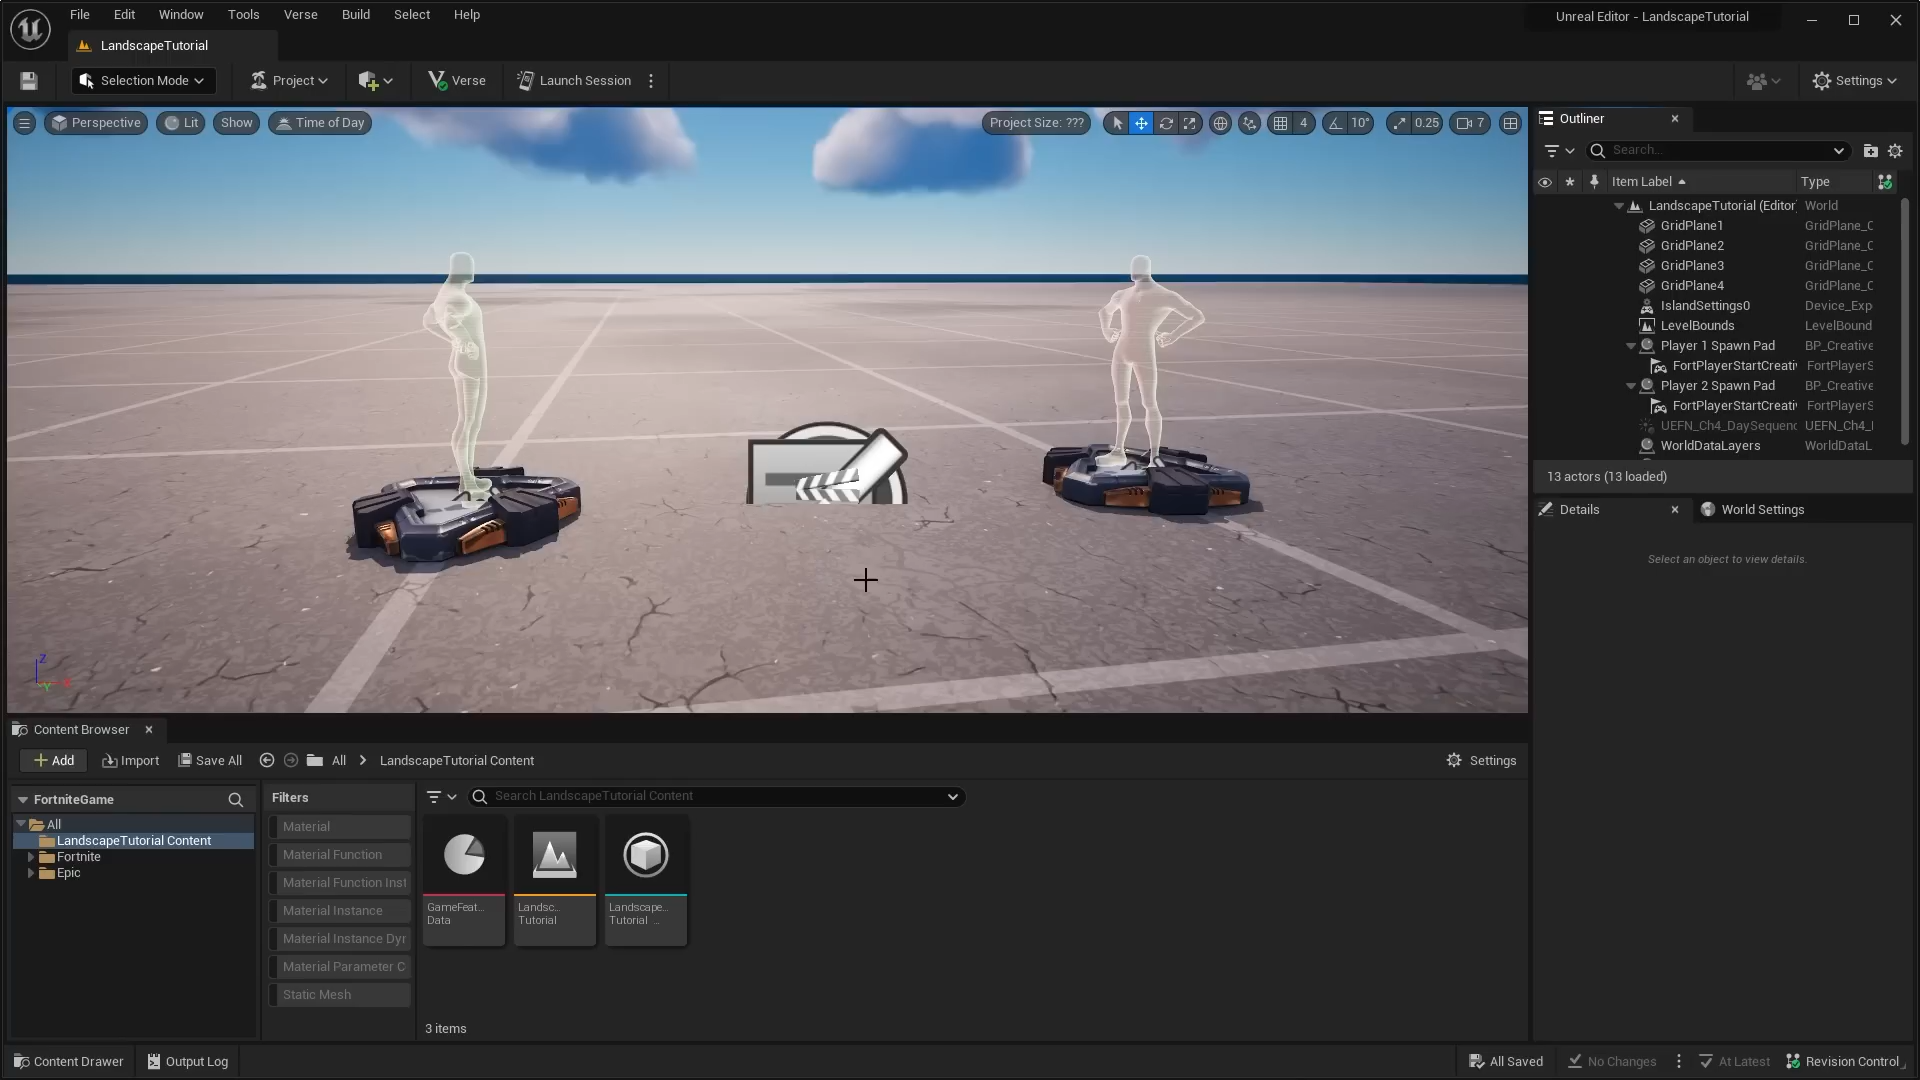 File Edit Window Tools Verse Build Select Help
Unreal Editor - LandscapeTutorial
LandscapeTutorial
Selection Mode
Project
Verse
Launch Session
Settings
Perspective
Lit
Show
Time of Day
Project Size: ???
4
10°
0.25
7
Outliner
Search...
Item Label
Type
LandscapeTutorial (Editor World
GridPlane1 GridPlane_C
GridPlane2 GridPlane_C
GridPlane3 GridPlane_C
GridPlane4 GridPlane_C
IslandSettings0 Device_Exp
LevelBounds LevelBound
Player 1 Spawn Pad BP_Creative
FortPlayerStartCreati FortPlayerS
Player 2 Spawn Pad BP_Creative
FortPlayerStartCreati FortPlayerS
UEFN_Ch4_DaySequenc UEFN_Ch4_
WorldDataLayers WorldDataL
13 actors (13 loaded)
Details
World Settings
Select an object to view details.
Z
Y
Content Browser
Add
Import
Save All
All
LandscapeTutorial Content
Settings
FortniteGame
All
LandscapeTutorial Content
Fortnite
Epic
Filters
Material
Material Function
Material Function Inst
Material Instance
Material Instance Dyr
Material Parameter C
Static Mesh
Search LandscapeTutorial Content
GameFeat...
Data
Landsc...
Tutorial
Landscape...
Tutorial ...
3 items
Content Drawer
Output Log
All Saved
No Changes
At Latest
Revision Control